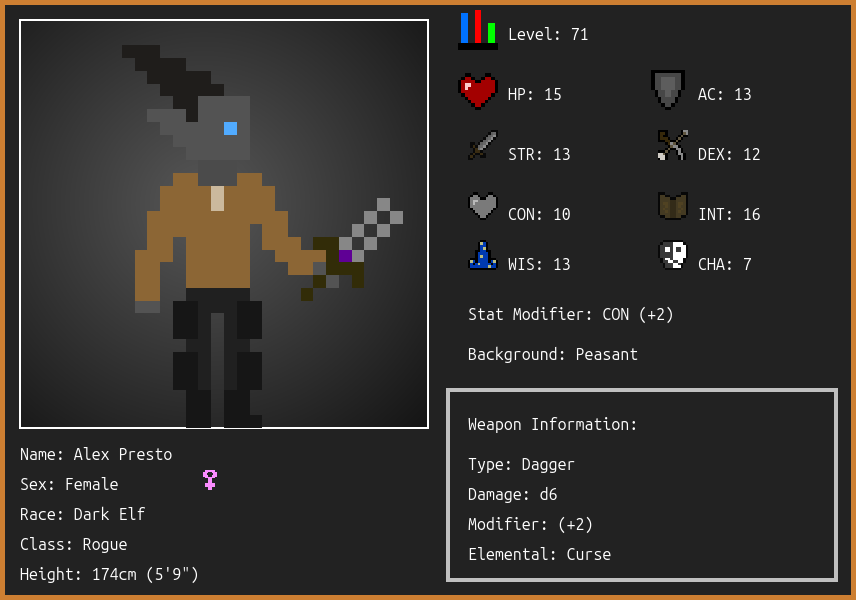 Level: 71
HP: 15
AC: 13
STR: 13
DEX: 12
CON: 10
INT: 16
WIS: 13
CHA: 7
Stat Modifier: CON (+2)
Background: Peasant
Weapon Information:
Type: Dagger
Damage: d6
Modifier: (+2)
Elemental: Curse
Name: Alex Presto
Sex: Female
Race: Dark Elf
Class: Rogue
Height: 174cm (5'9")